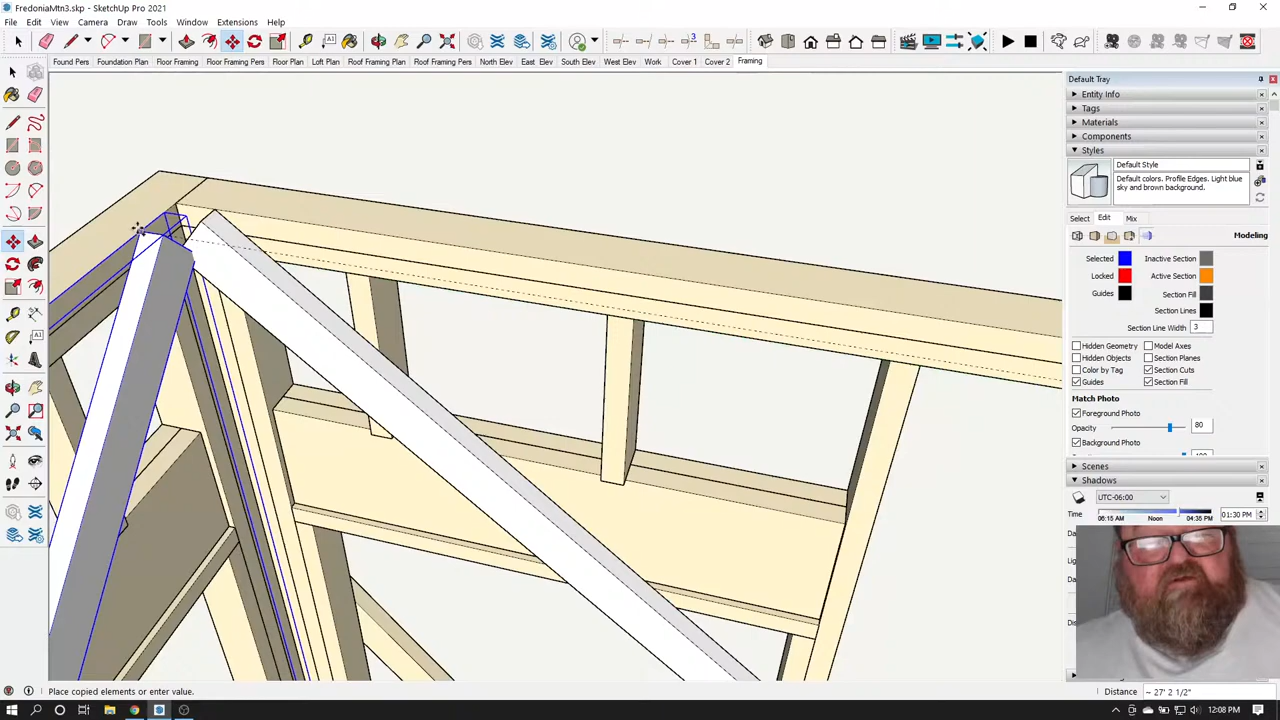 FredoniaMtn3.skp - SketchUp Pro 2021
File Edit View Camera Draw Tools Window Extensions Help
3
Found Pers Foundation Plan Floor Framing Floor Framing Pers Floor Plan Loft Plan Roof Framing Plan Roof Framing Pers North Elev East Elev South Elev West Elev Work Cover 1 Cover 2 Framing
Default Tray
Entity Info
Tags
Materials
Components
Styles
Default Style
Default colors. Profile Edges. Light blue
sky and brown background.
Select Edit Mix
Modeling
Selected Inactive Section
Locked Active Section
Guides Section Fill
Section Lines
Section Line Width 3
Hidden Geometry Model Axes
Hidden Objects Section Planes
Color by Tag Section Cuts
Guides Section Fill
Match Photo
Foreground Photo
Opacity 80
Background Photo
Scenes
Shadows
UTC-06:00
Time 01:30 PM
06:15 AM Noon 04:35 PM
Place copied elements or enter value.
Distance ~ 27' 2 1/2"
12:08 PM